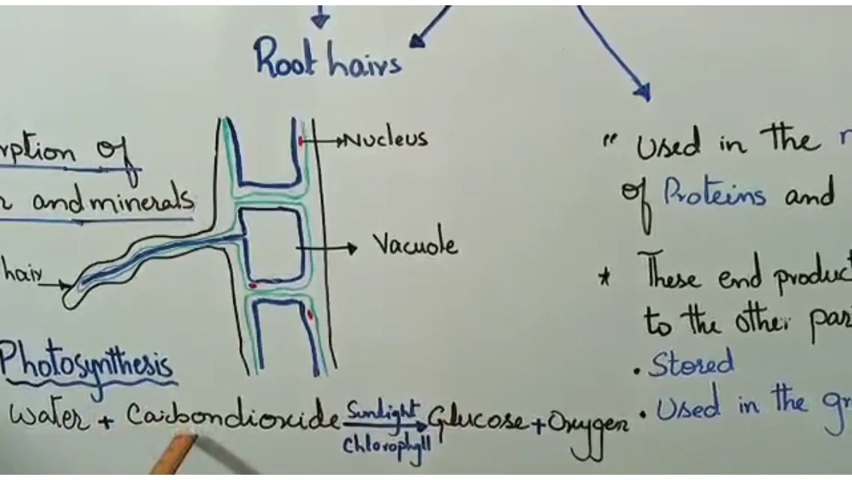 Root hairs
rption of
and minerals
hair
Nucleus
Vacuole
Photosynthesis
Water + Carbondioxide Sunlight Glucose + Oxygen
Chlorophyll
" Used in the
of Proteins and
* These end product
to the other par
• Stored
• Used in the gr